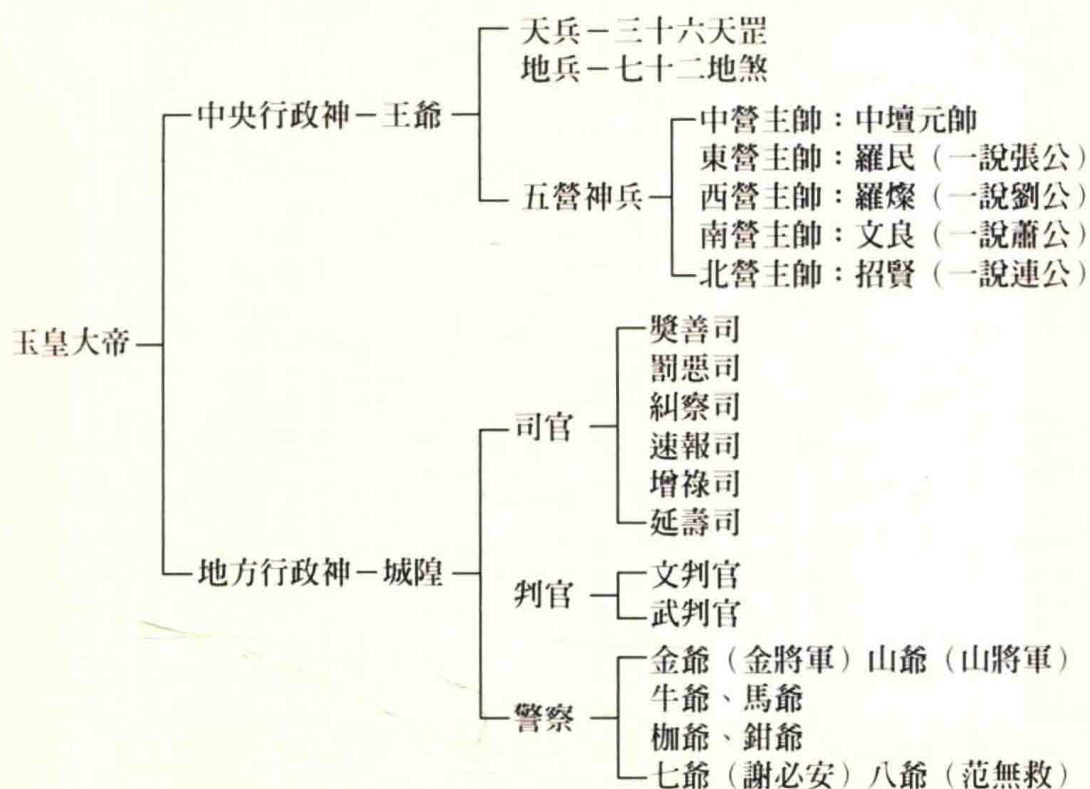 天兵－三十六天罡
地兵－七十二地煞
中央行政神－王爺
中營主帥：中壇元帥
東營主帥：羅民（一說張公）
五營神兵
西營主帥：羅燦（一說劉公）
南營主帥：文良（一說蕭公）
北營主帥：招賢（一說連公）
玉皇大帝
獎善司
罰惡司
糾察司
司官
速報司
增祿司
延壽司
地方行政神－城隍
文判官
判官
武判官
金爺（金將軍）山爺（山將軍）
牛爺、馬爺
警察
枷爺、鉗爺
七爺（謝必安）八爺（范無救）